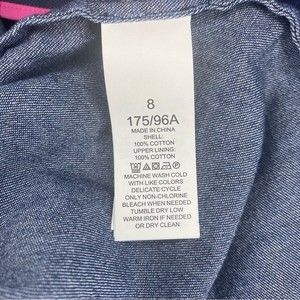 8
175/96A
MADE IN CHINA
SHELL:
100% COTTON
UPPER LINING:
100% COTTON
MACHINE WASH COLD
WITH LIKE COLORS
DELICATE CYCLE
ONLY NON-CHLORINE
BLEACH WHEN NEEDED
TUMBLE DRY LOW
WARM IRON IF NEEDED
OR DRY CLEAN